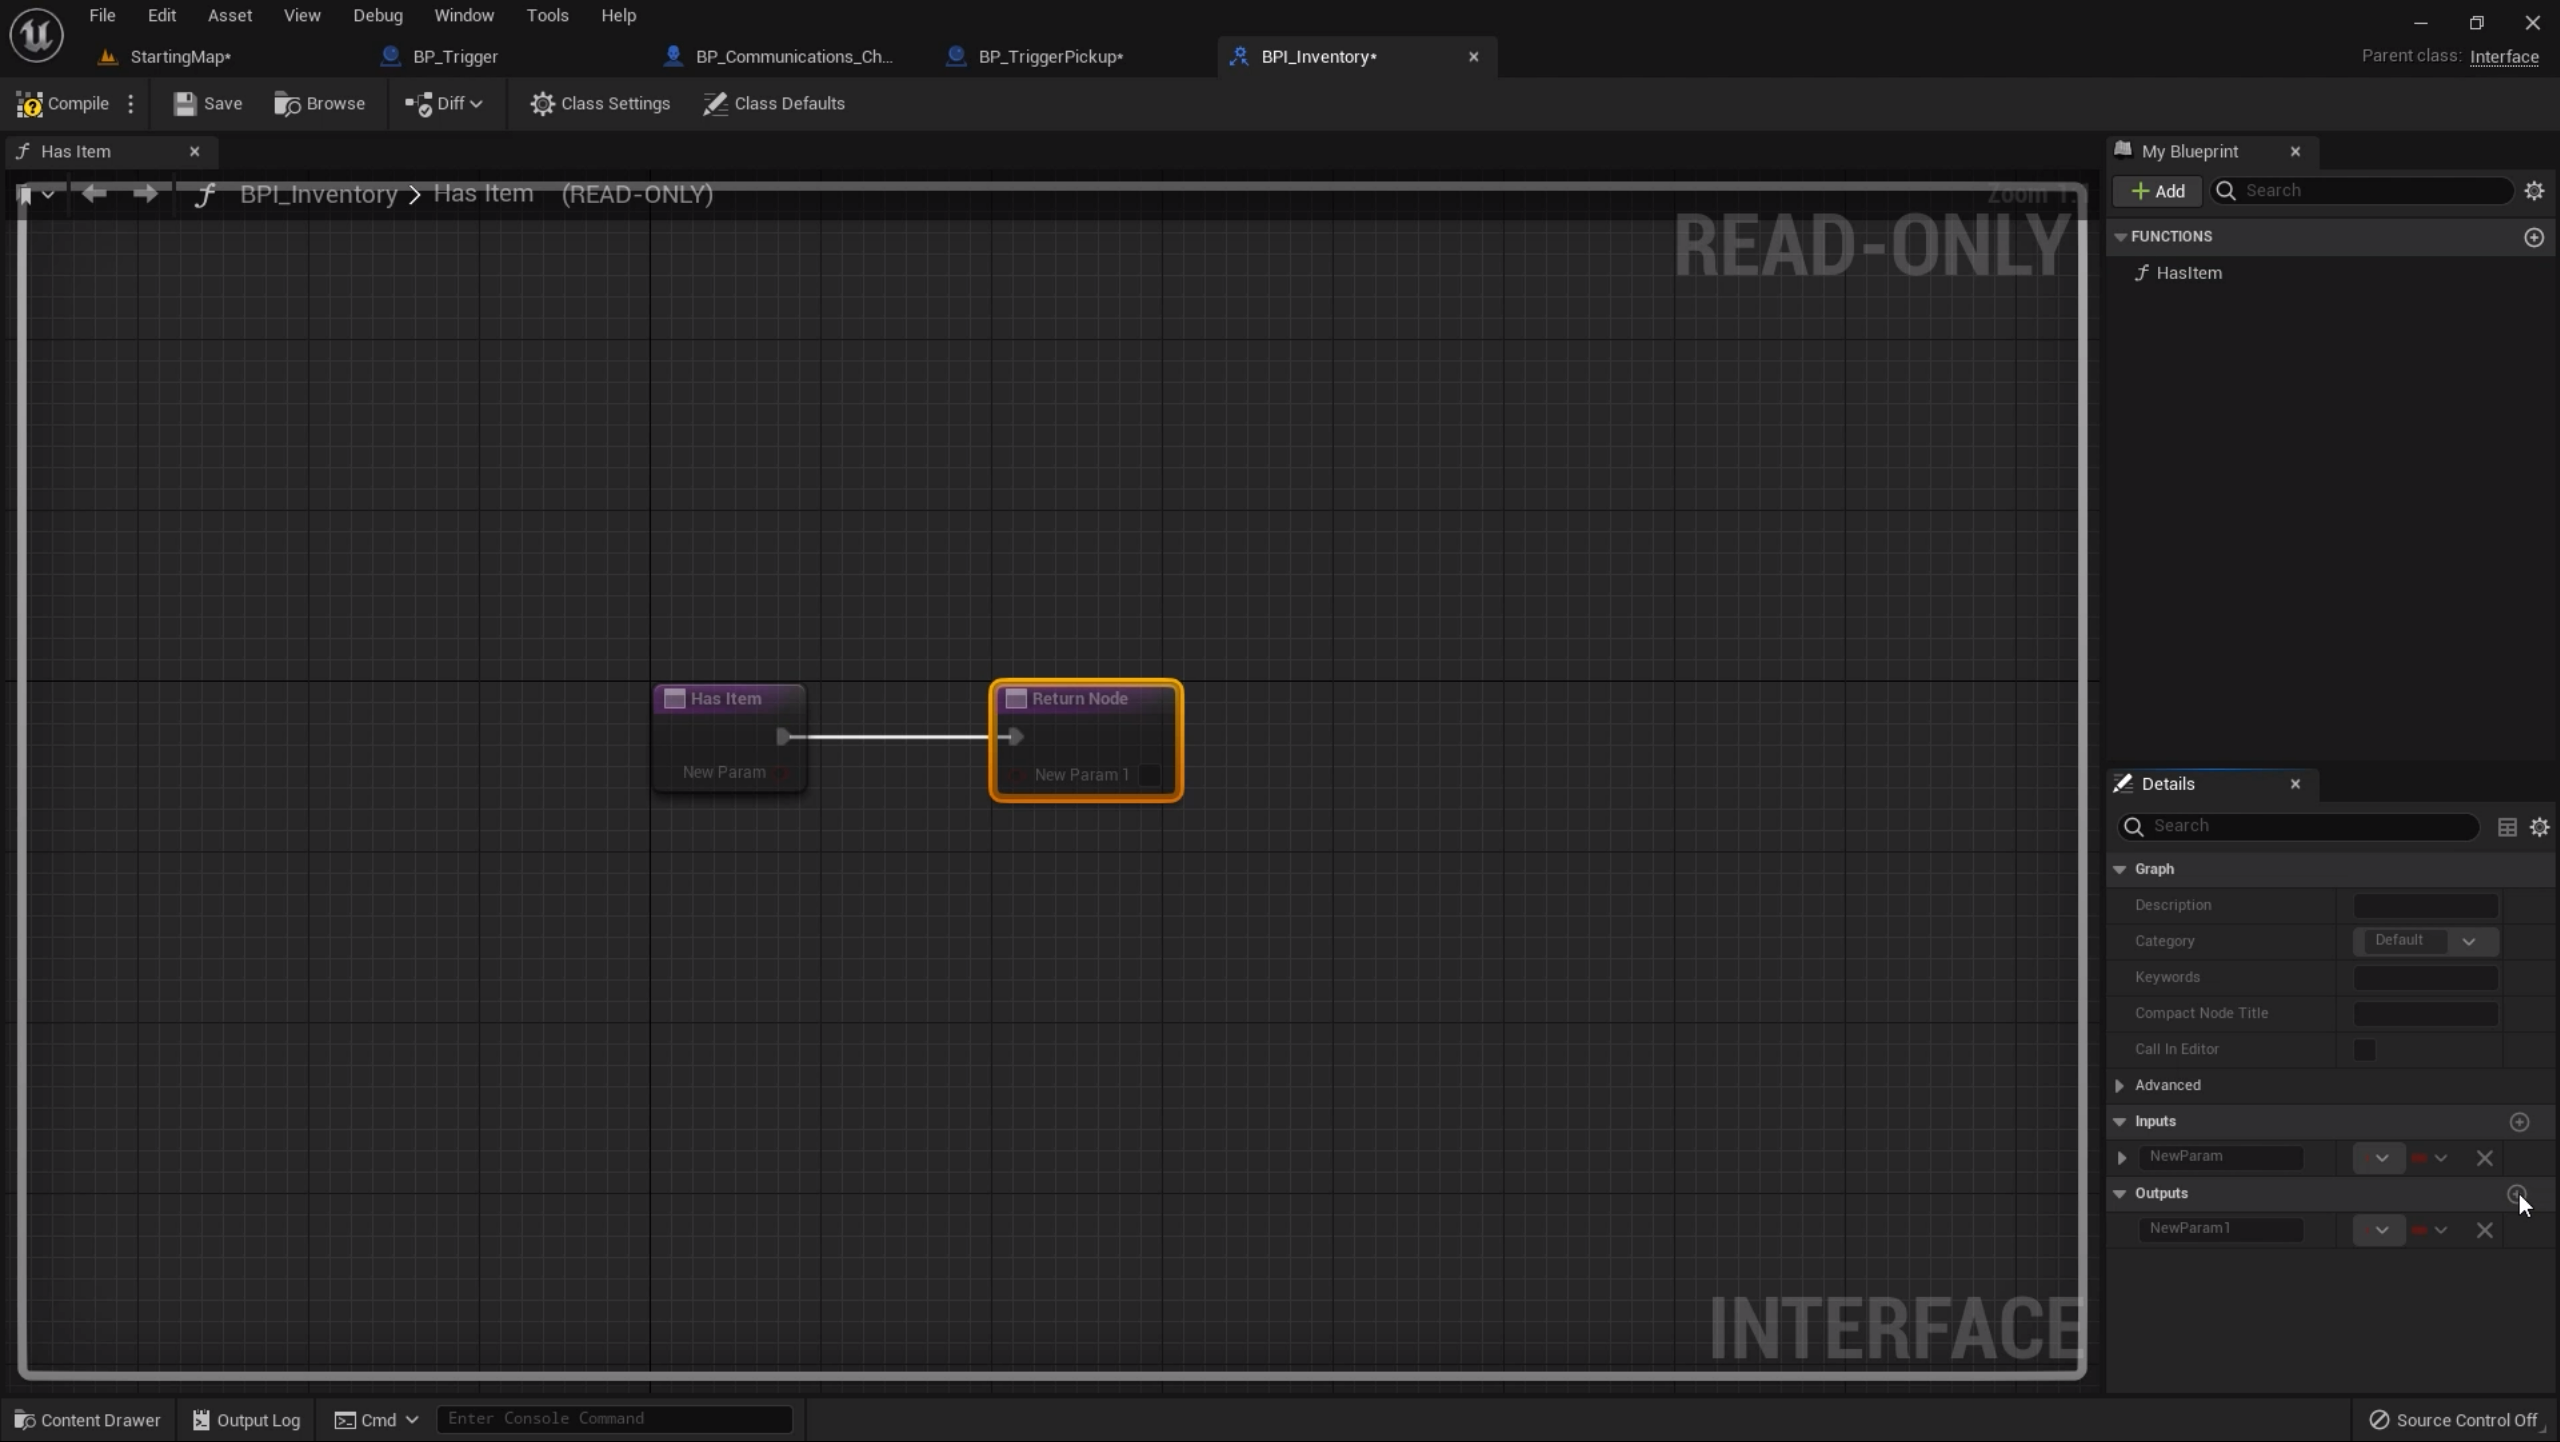 File Edit Asset View Debug Window Tools Help
StartingMap*
BP_Trigger
BP_Communications_Ch...
BP_TriggerPickup*
BPI_Inventory*
Parent class: Interface
Compile
Save
Browse
Diff
Class Settings
Class Defaults
Has Item
BPI_Inventory > Has Item (READ-ONLY)
Zoom 1:1
READ-ONLY
Has Item
New Param
Return Node
New Param 1
INTERFACE
My Blueprint
Add
Search
FUNCTIONS
HasItem
Details
Search
Graph
Description
Category
Default
Keywords
Compact Node Title
Call In Editor
Advanced
Inputs
NewParam
Outputs
NewParam1
Content Drawer
Output Log
Cmd
Enter Console Command
Source Control Off